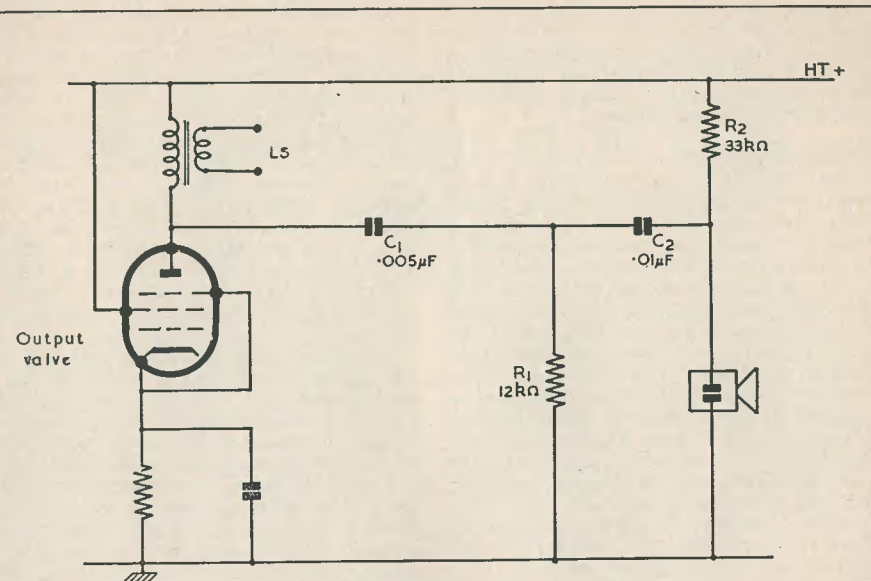 HT +
R2
33kΩ
LS
C1
·005μF
C2
·01μF
Output
valve
R1
12kΩ